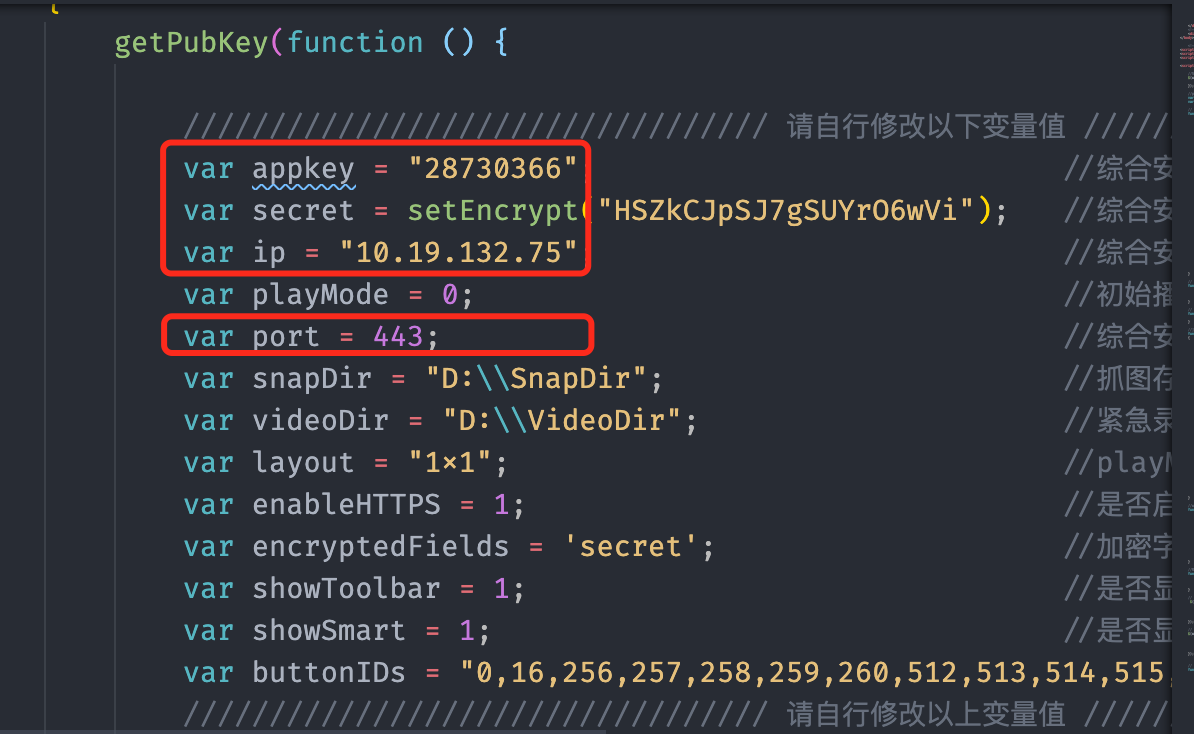 {
getPubKey(function () {
////////////////////////////////// 请自行修改以下变量值 //////
var appkey = "28730366" //综合安
var secret = setEncrypt("HSZkCJpSJ7gSUYrO6wVi"); //综合安
var ip = "10.19.132.75" //综合安
var playMode = 0; //初始播
var port = 443; //综合安
var snapDir = "D:\\SnapDir"; //抓图存
var videoDir = "D:\\VideoDir"; //紧急录
var layout = "1x1"; //playM
var enableHTTPS = 1; //是否启
var encryptedFields = 'secret'; //加密字
var showToolbar = 1; //是否显
var showSmart = 1; //是否显
var buttonIDs = "0,16,256,257,258,259,260,512,513,514,515,
////////////////////////////////// 请自行修改以上变量值 //////